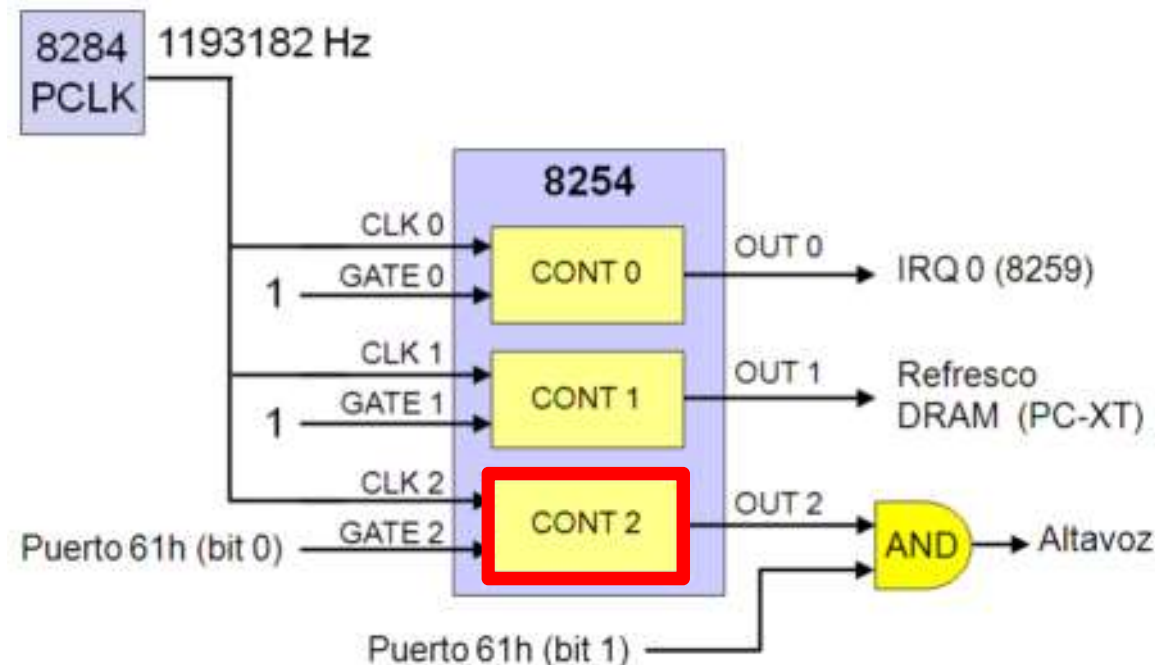 8284
PCLK
1193182 Hz
8254
CLK 0
GATE 0
1
CONT 0
OUT 0
IRQ 0 (8259)
CLK 1
GATE 1
1
CONT 1
OUT 1
Refresco
DRAM (PC-XT)
CLK 2
GATE 2
Puerto 61h (bit 0)
CONT 2
OUT 2
AND
Altavoz
Puerto 61h (bit 1)